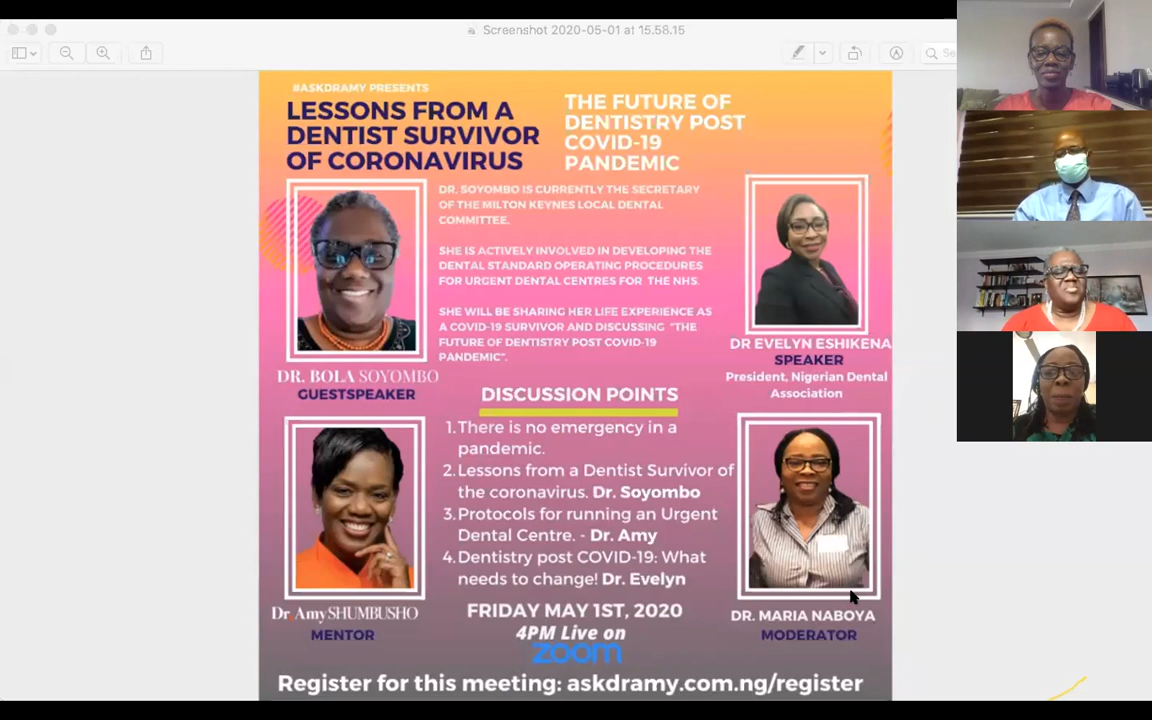 Screenshot 2020-05-01 at 15.58.15
Se
#ASKDRAMY PRESENTS
LESSONS FROM A
DENTIST SURVIVOR
OF CORONAVIRUS
THE FUTURE OF
DENTISTRY POST
COVID-19
PANDEMIC
DR. SOYOMBO IS CURRENTLY THE SECRETARY
OF THE MILTON KEYNES LOCAL DENTAL
COMMITTEE.
SHE IS ACTIVELY INVOLVED IN DEVELOPING THE
DENTAL STANDARD OPERATING PROCEDURES
FOR URGENT DENTAL CENTRES FOR THE NHS.
SHE WILL BE SHARING HER LIFE EXPERIENCE AS
A COVID-19 SURVIVOR AND DISCUSSING "THE
FUTURE OF DENTISTRY POST COVID-19
PANDEMIC".
DR. BOLA SOYOMBO
GUESTSPEAKER
DR EVELYN ESHIKENA
SPEAKER
President, Nigerian Dental
Association
DISCUSSION POINTS
1. There is no emergency in a
pandemic.
2. Lessons from a Dentist Survivor of
the coronavirus. Dr. Soyombo
3. Protocols for running an Urgent
Dental Centre. - Dr. Amy
4. Dentistry post COVID-19: What
needs to change! Dr. Evelyn
Dr. Amy SHUMBUSHO
MENTOR
DR. MARIA NABOYA
MODERATOR
FRIDAY MAY 1ST, 2020
4PM Live on
zoom
Register for this meeting: askdramy.com.ng/register